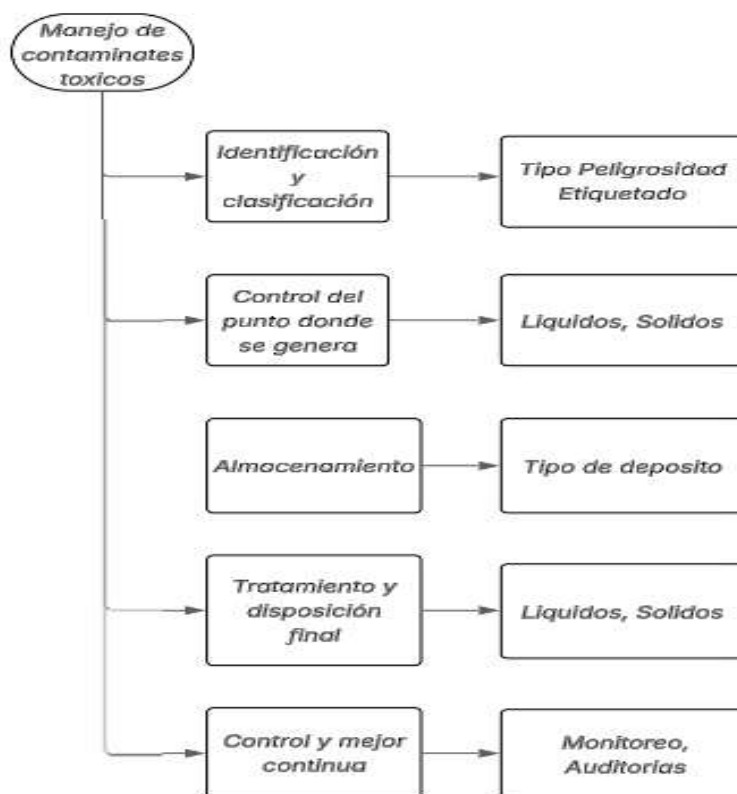 Manejo de
contaminates
toxicos
Identificación
y
clasificación
Tipo Peligrosidad
Etiquetado
Control del
punto donde
se genera
Liquidos, Solidos
Almacenamiento
Tipo de deposito
Tratamiento y
disposición
final
Liquidos, Solidos
Control y mejor
continua
Monitoreo,
Auditorias